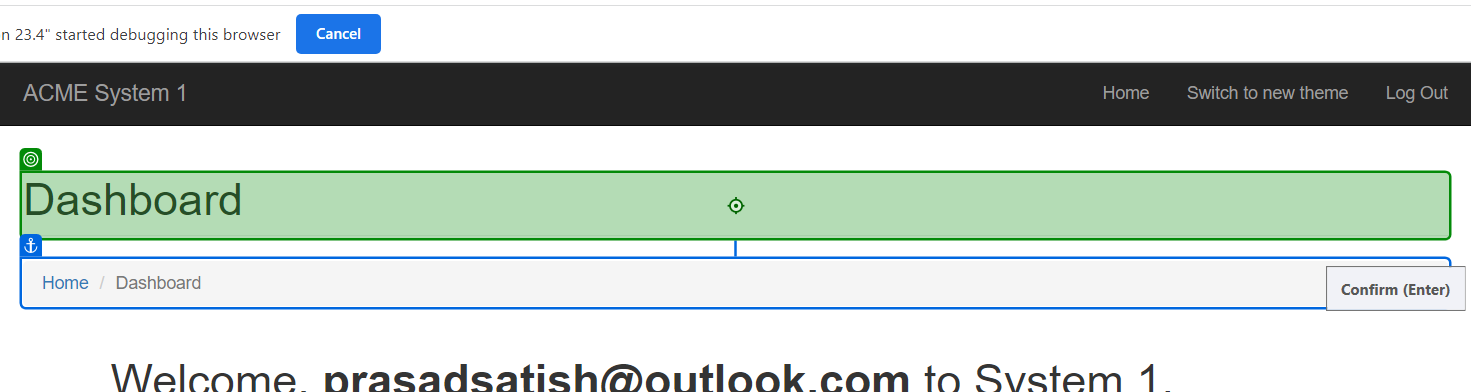 n 23.4" started debugging this browser Cancel
ACME System 1 Home Switch to new theme Log Out
Dashboard
Home / Dashboard Confirm (Enter)
Welcome, prasadsatish@outlook.com to System 1.